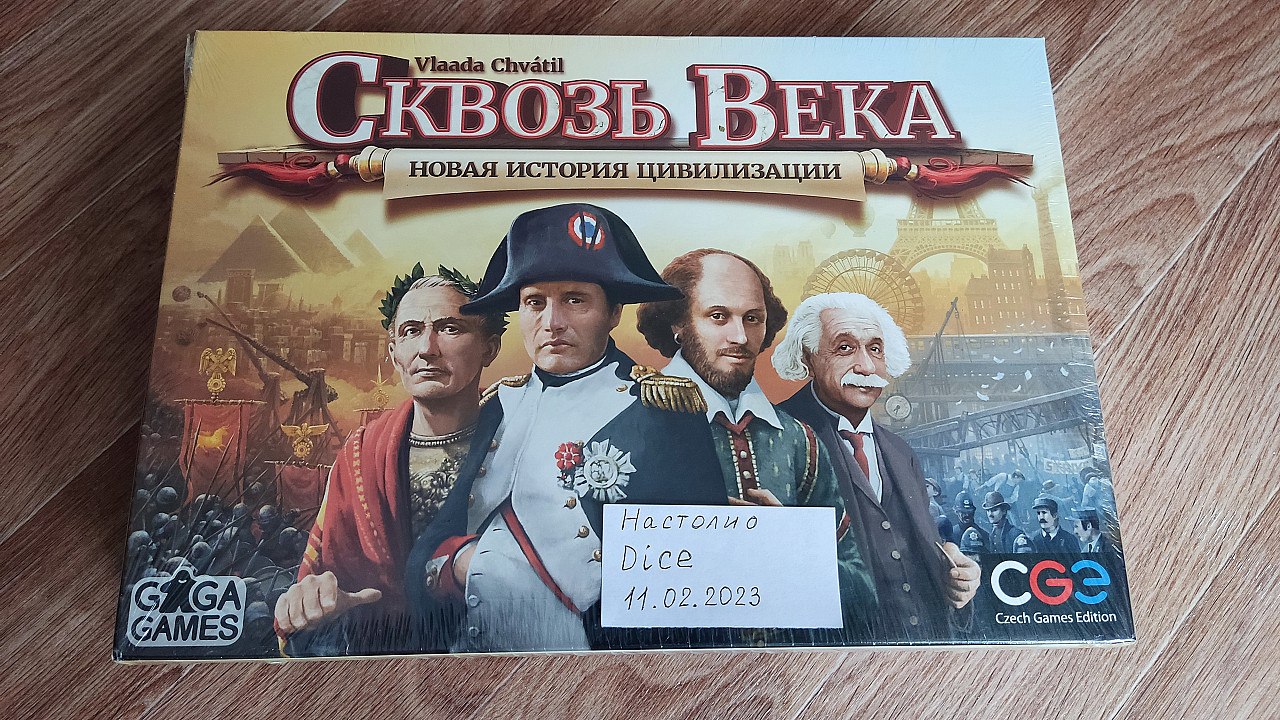 Vlaada Chvátil
Сквозь Века
НОВАЯ ИСТОРИЯ ЦИВИЛИЗАЦИИ
Настолио
Dice
11.02.2023
GAGA
GAMES
CGE
Czech Games Edition